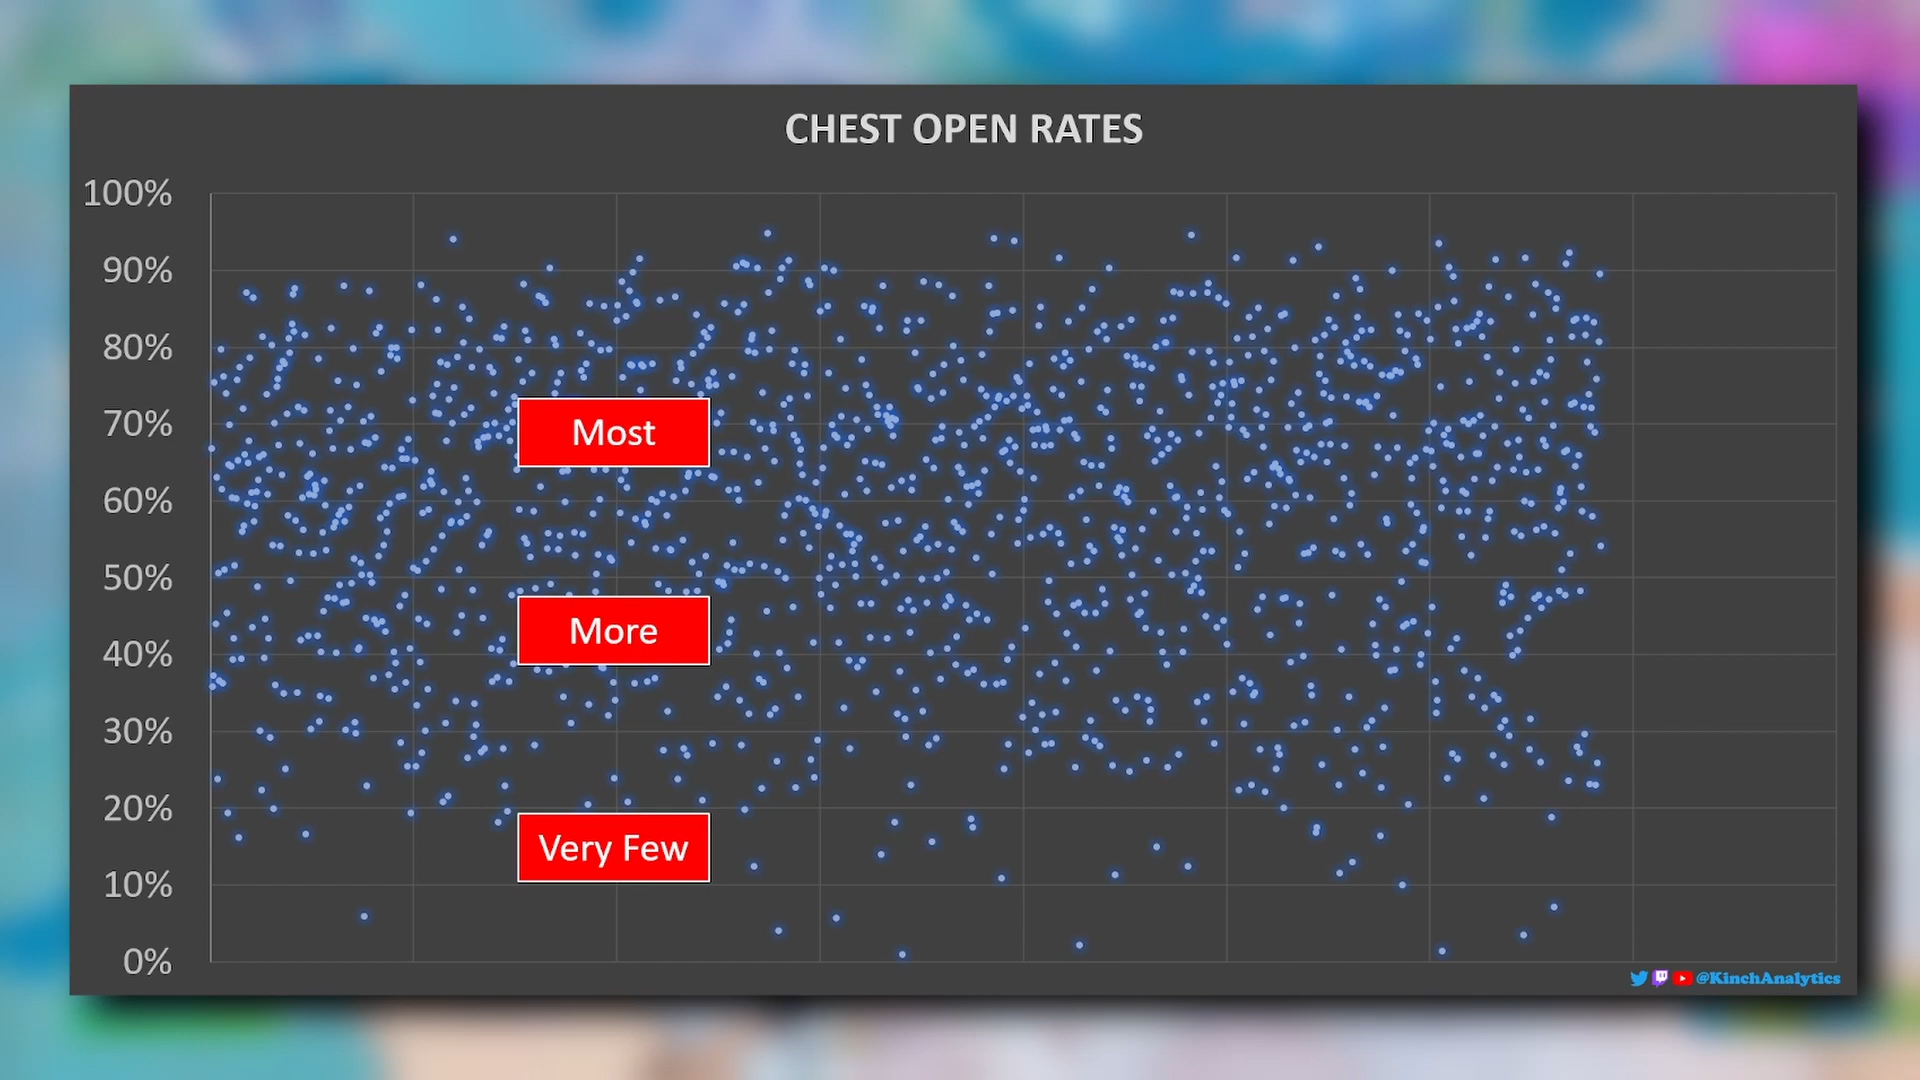 CHEST OPEN RATES
100%
90%
80%
70%
60%
50%
40%
30%
20%
10%
0%
Most
More
Very Few
@KinchAnalytics